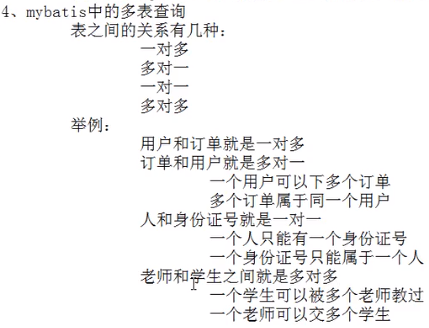 4、mybatis中的多表查询
表之间的关系有几种：
一对多
多对一
一对一
多对多
举例：
用户和订单就是一对多
订单和用户就是多对一
一个用户可以下多个订单
多个订单属于同一个用户
人和身份证号就是一对一
一个人只能有一个身份证号
一个身份证号只能属于一个人
老师和学生之间就是多对多
一个学生可以被多个老师教过
一个老师可以交多个学生